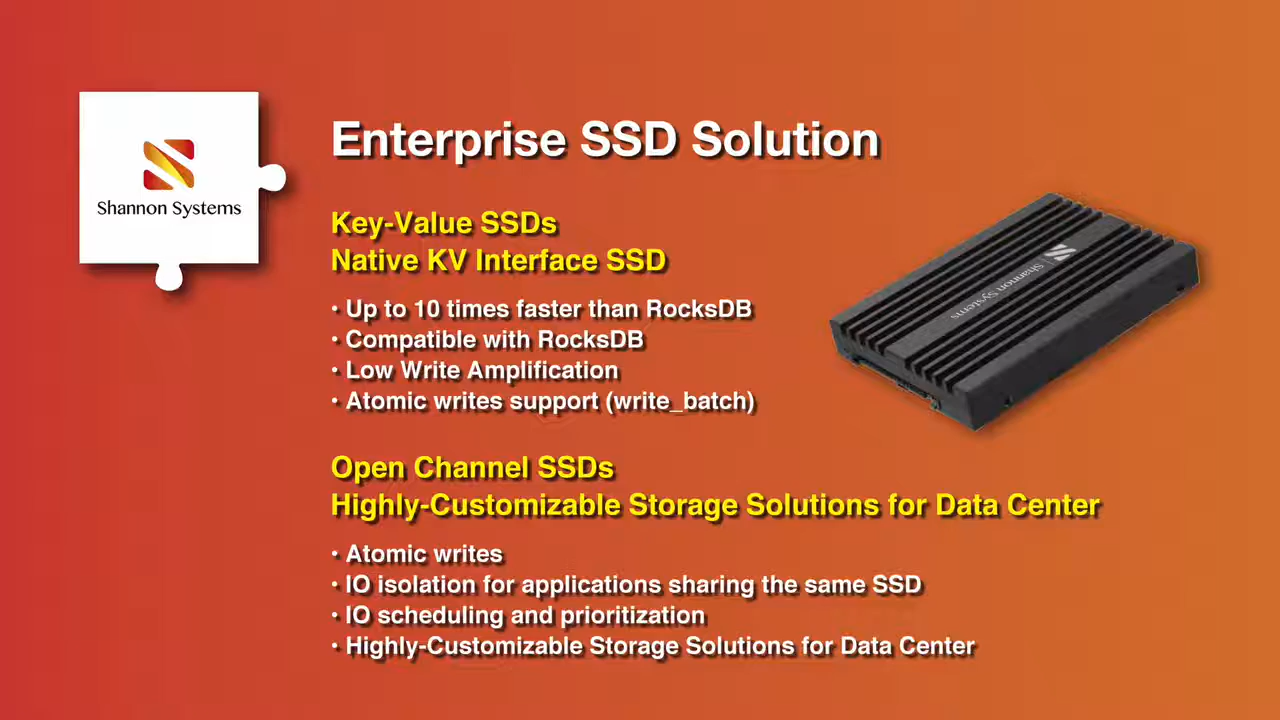 Shannon Systems
Enterprise SSD Solution
Key-Value SSDs
Native KV Interface SSD
• Up to 10 times faster than RocksDB
• Compatible with RocksDB
• Low Write Amplification
• Atomic writes support (write_batch)
Shannon Systems
Open Channel SSDs
Highly-Customizable Storage Solutions for Data Center
• Atomic writes
• IO isolation for applications sharing the same SSD
• IO scheduling and prioritization
• Highly-Customizable Storage Solutions for Data Center